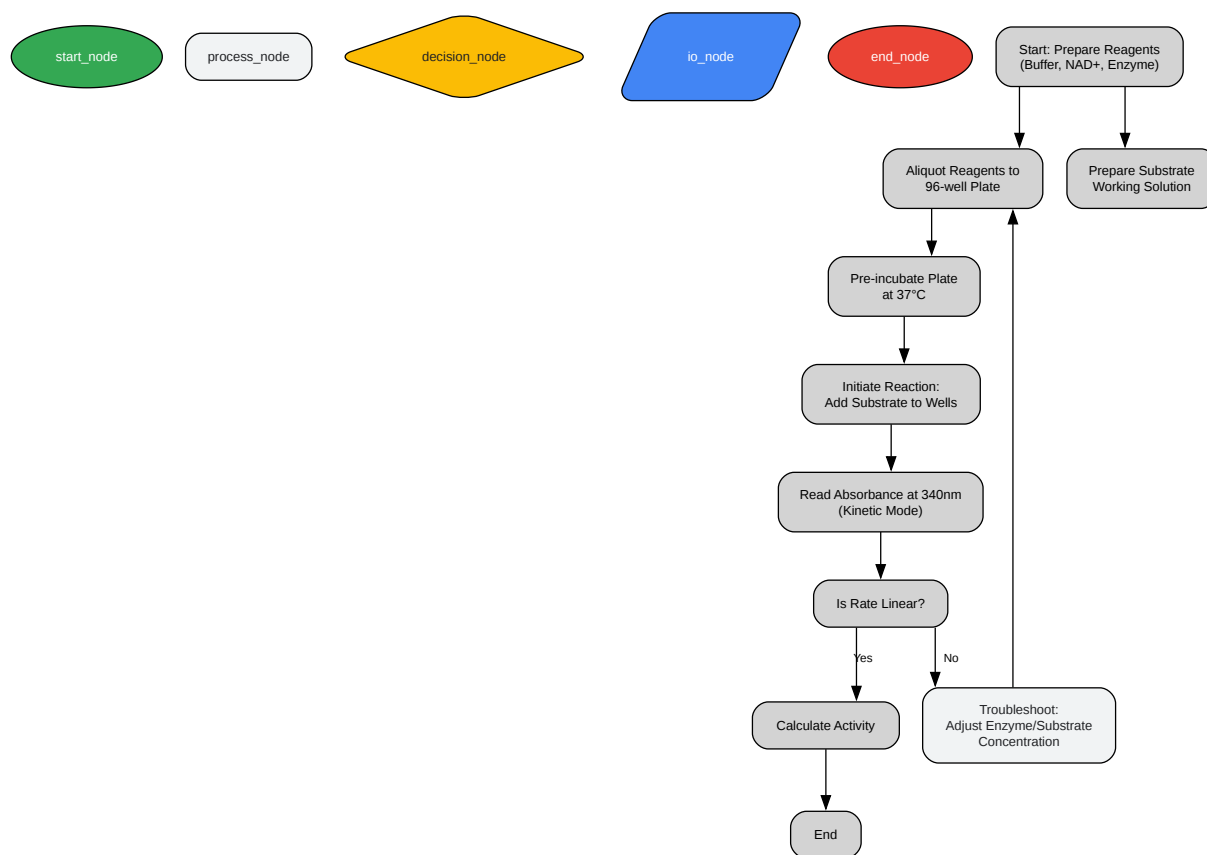 start_node
process_node
decision_node
io_node
end_node
Start: Prepare Reagents
(Buffer, NAD+, Enzyme)
Aliquot Reagents to
96-well Plate
Prepare Substrate
Working Solution
Pre-incubate Plate
at 37°C
Initiate Reaction:
Add Substrate to Wells
Read Absorbance at 340nm
(Kinetic Mode)
Is Rate Linear?
Yes
No
Calculate Activity
Troubleshoot:
Adjust Enzyme/Substrate
Concentration
End